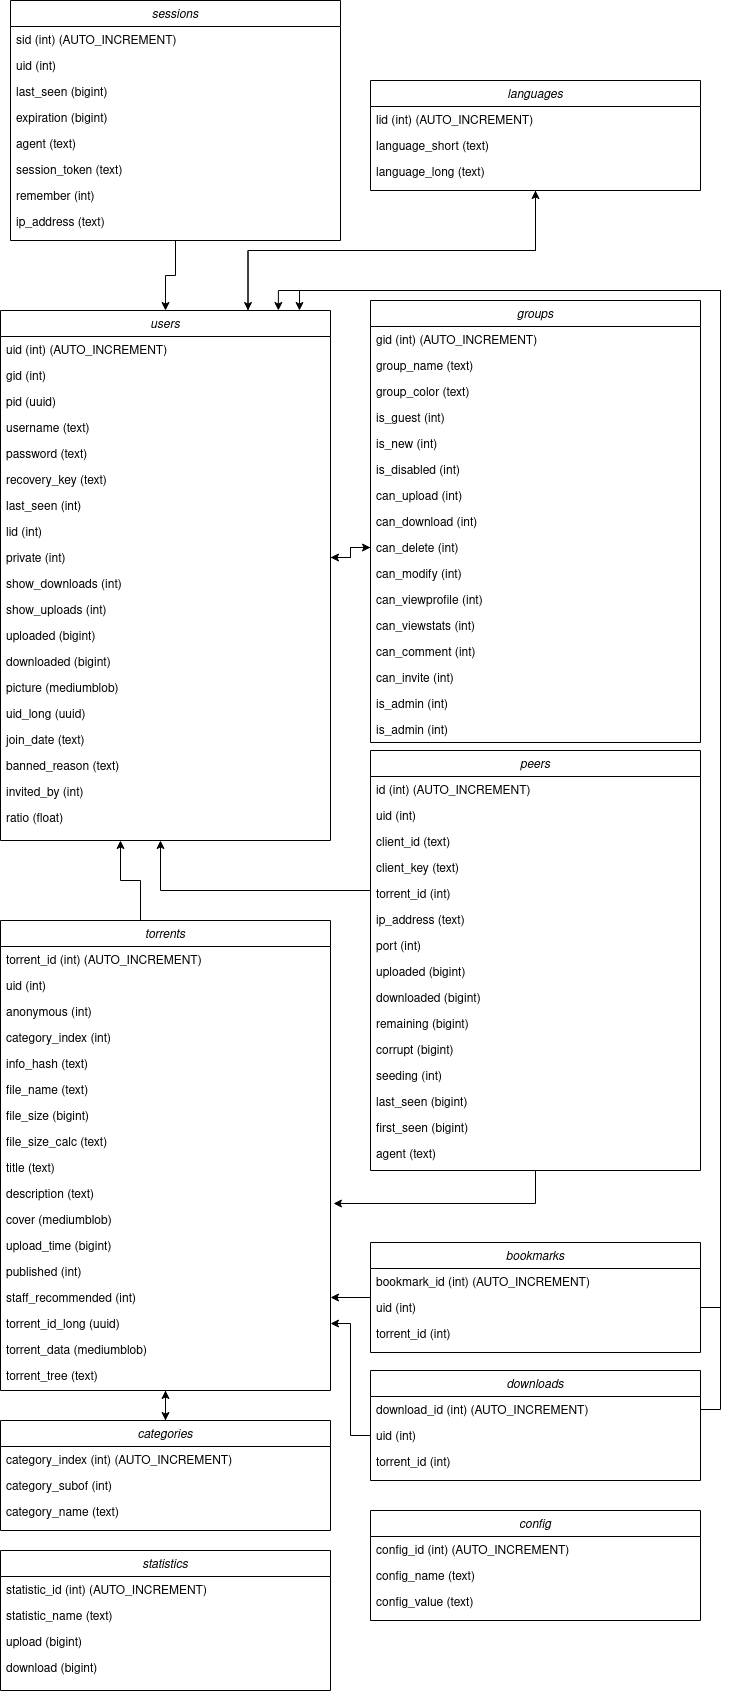 sessions
sid (int) (AUTO_INCREMENT)
uid (int)
last_seen (bigint)
expiration (bigint)
agent (text)
session_token (text)
remember (int)
ip_address (text)
languages
lid (int) (AUTO_INCREMENT)
language_short (text)
language_long (text)
users
uid (int) (AUTO_INCREMENT)
gid (int)
pid (uuid)
username (text)
password (text)
recovery_key (text)
last_seen (int)
lid (int)
private (int)
show_downloads (int)
show_uploads (int)
uploaded (bigint)
downloaded (bigint)
picture (mediumblob)
uid_long (uuid)
join_date (text)
banned_reason (text)
invited_by (int)
ratio (float)
groups
gid (int) (AUTO_INCREMENT)
group_name (text)
group_color (text)
is_guest (int)
is_new (int)
is_disabled (int)
can_upload (int)
can_download (int)
can_delete (int)
can_modify (int)
can_viewprofile (int)
can_viewstats (int)
can_comment (int)
can_invite (int)
is_admin (int)
is_admin (int)
peers
id (int) (AUTO_INCREMENT)
uid (int)
client_id (text)
client_key (text)
torrent_id (int)
ip_address (text)
port (int)
uploaded (bigint)
downloaded (bigint)
remaining (bigint)
corrupt (bigint)
seeding (int)
last_seen (bigint)
first_seen (bigint)
agent (text)
torrents
torrent_id (int) (AUTO_INCREMENT)
uid (int)
anonymous (int)
category_index (int)
info_hash (text)
file_name (text)
file_size (bigint)
file_size_calc (text)
title (text)
description (text)
cover (mediumblob)
upload_time (bigint)
published (int)
staff_recommended (int)
torrent_id_long (uuid)
torrent_data (mediumblob)
torrent_tree (text)
bookmarks
bookmark_id (int) (AUTO_INCREMENT)
uid (int)
torrent_id (int)
downloads
download_id (int) (AUTO_INCREMENT)
uid (int)
torrent_id (int)
categories
category_index (int) (AUTO_INCREMENT)
category_subof (int)
category_name (text)
config
config_id (int) (AUTO_INCREMENT)
config_name (text)
config_value (text)
statistics
statistic_id (int) (AUTO_INCREMENT)
statistic_name (text)
upload (bigint)
download (bigint)